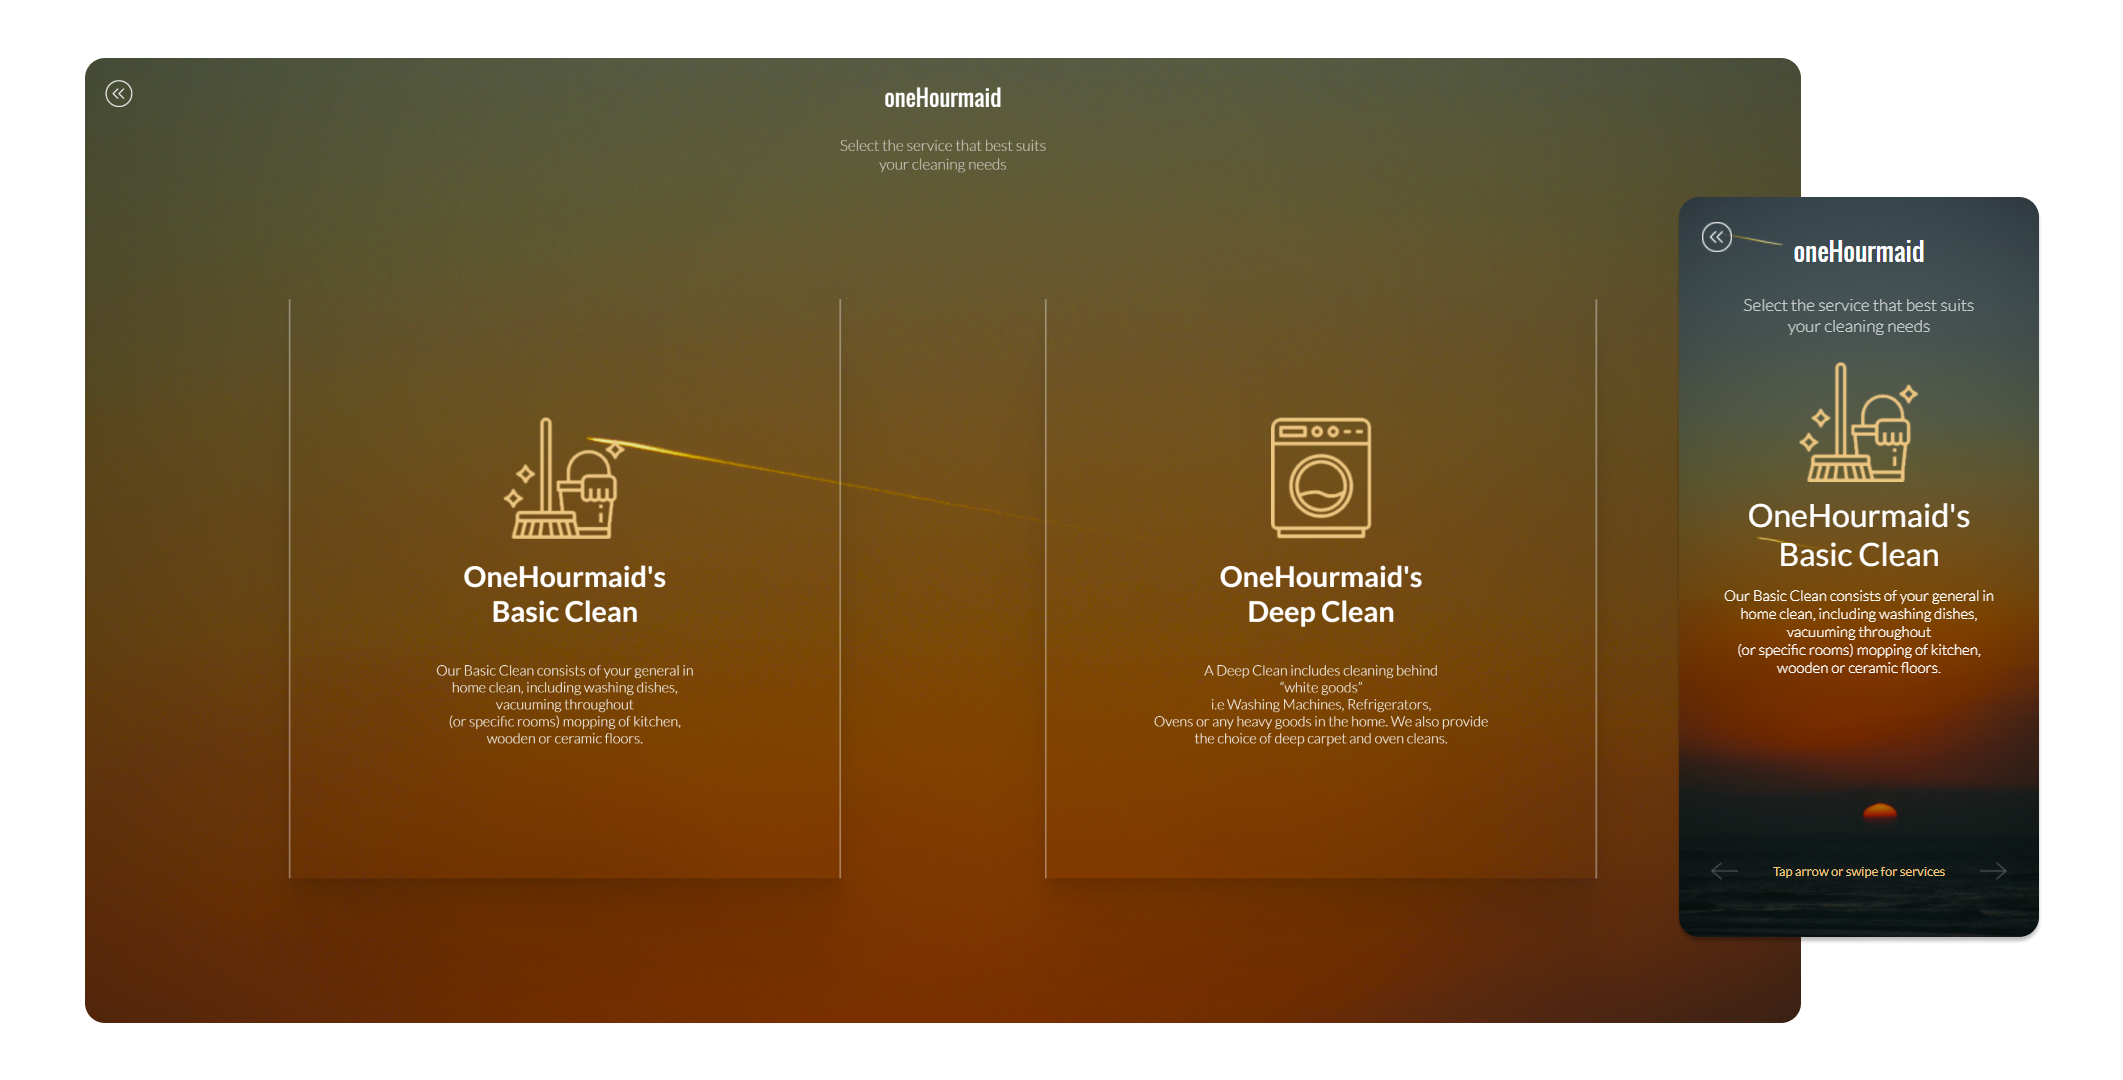 oneHourmaid
Select the service that best suits
your cleaning needs
OneHourmaid's
Basic Clean
Our Basic Clean consists of your general in
home clean, including washing dishes,
vacuuming throughout
(or specific rooms) mopping of kitchen,
wooden or ceramic floors.
OneHourmaid's
Deep Clean
A Deep Clean includes cleaning behind
“white goods”
i.e Washing Machines, Refrigerators,
Ovens or any heavy goods in the home. We also provide
the choice of deep carpet and oven cleans.
oneHourmaid
Select the service that best suits
your cleaning needs
OneHourmaid's
Basic Clean
Our Basic Clean consists of your general in
home clean, including washing dishes,
vacuuming throughout
(or specific rooms) mopping of kitchen,
wooden or ceramic floors.
Tap arrow or swipe for services